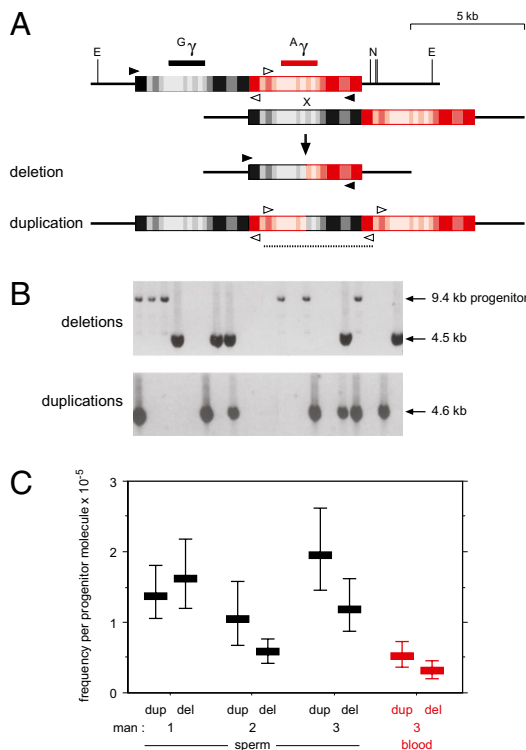 A
5 kb
E
Gγ
Aγ
N
E
X
deletion
duplication
B
deletions
9.4 kb progenitor
4.5 kb
duplications
4.6 kb
C
frequency per progenitor molecule x 10-5
3
2
1
0
dup del dup del dup del dup del
man : 1 2 3 3
sperm blood